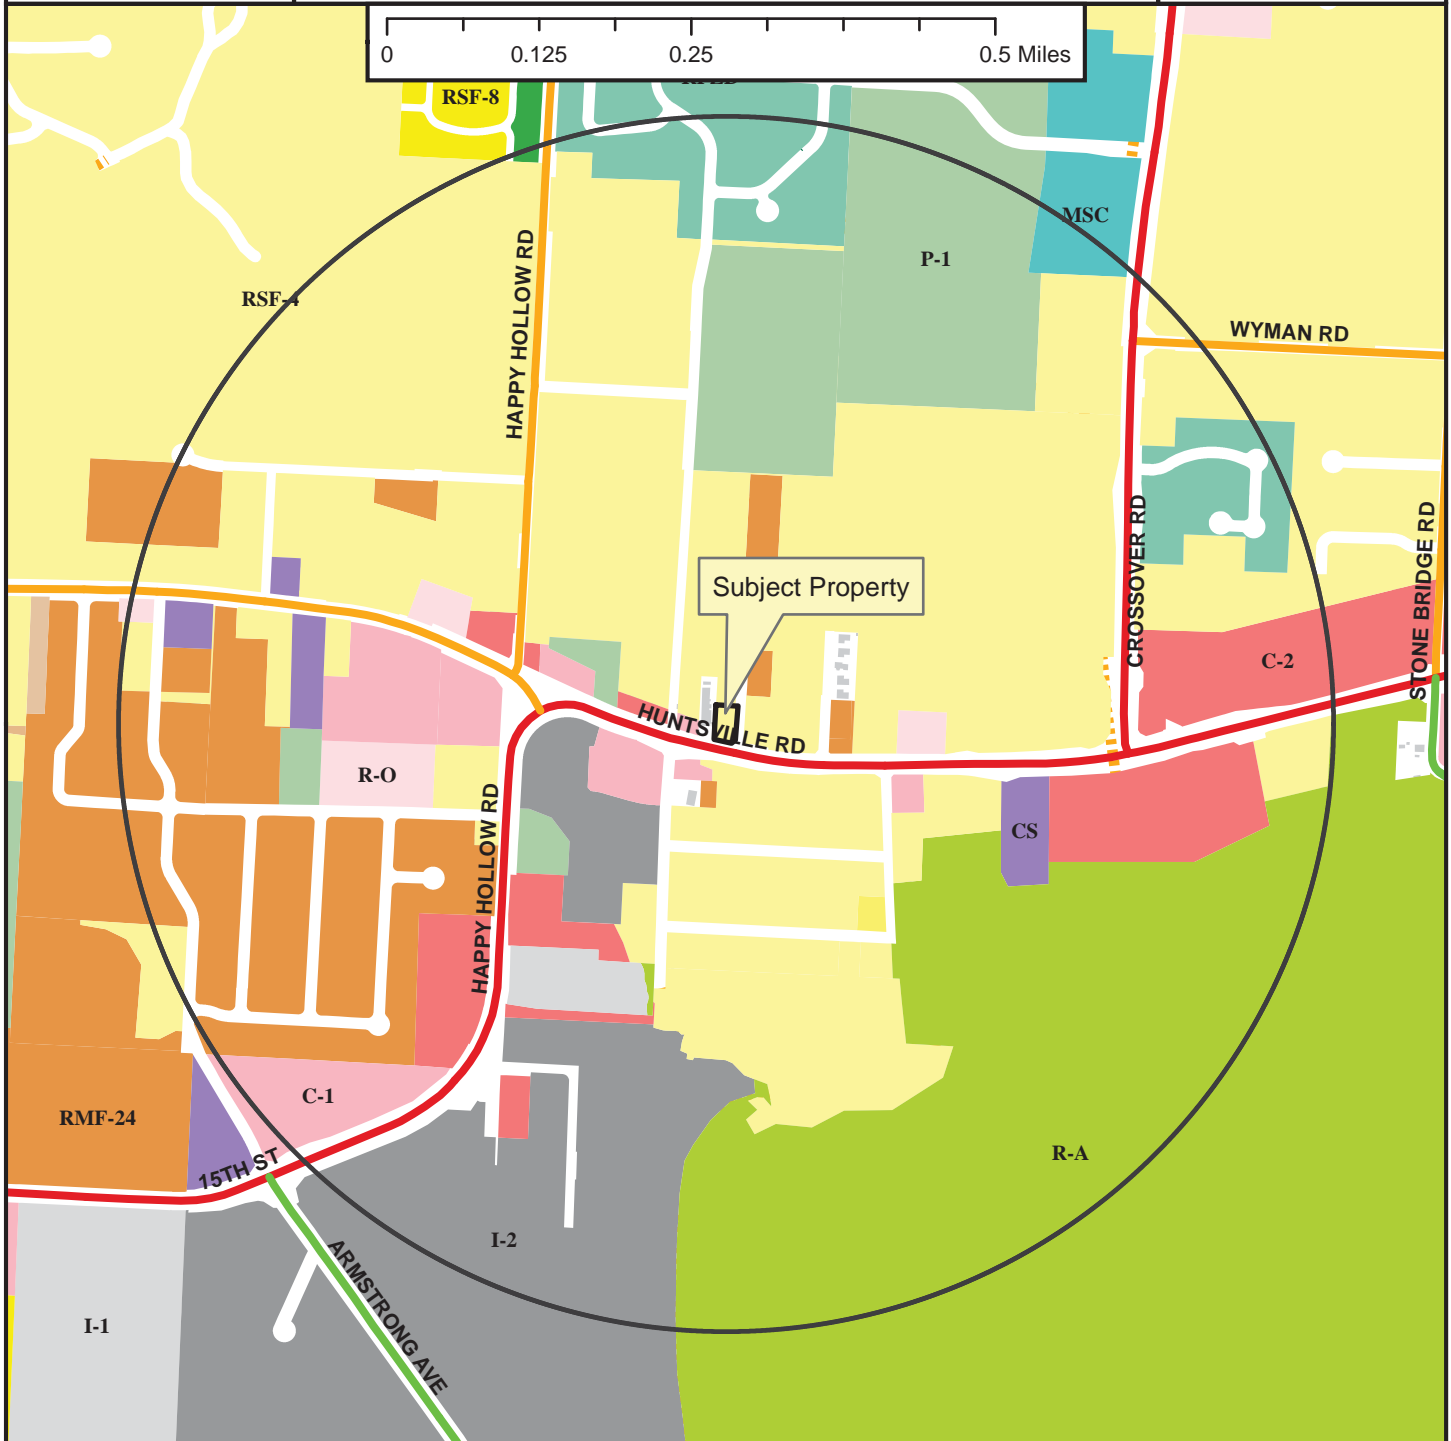 0 0.125 0.25 0.5 Miles
RSF-8
MSC
P-1
RSF-4
HAPPY HOLLOW RD
WYMAN RD
CROSSOVER RD
STONE BRIDGE RD
Subject Property
C-2
HUNTSVILLE RD
R-O
CS
HAPPY HOLLOW RD
C-1
RMF-24
R-A
15TH ST
I-2
ARMSTRONG AVE
I-1